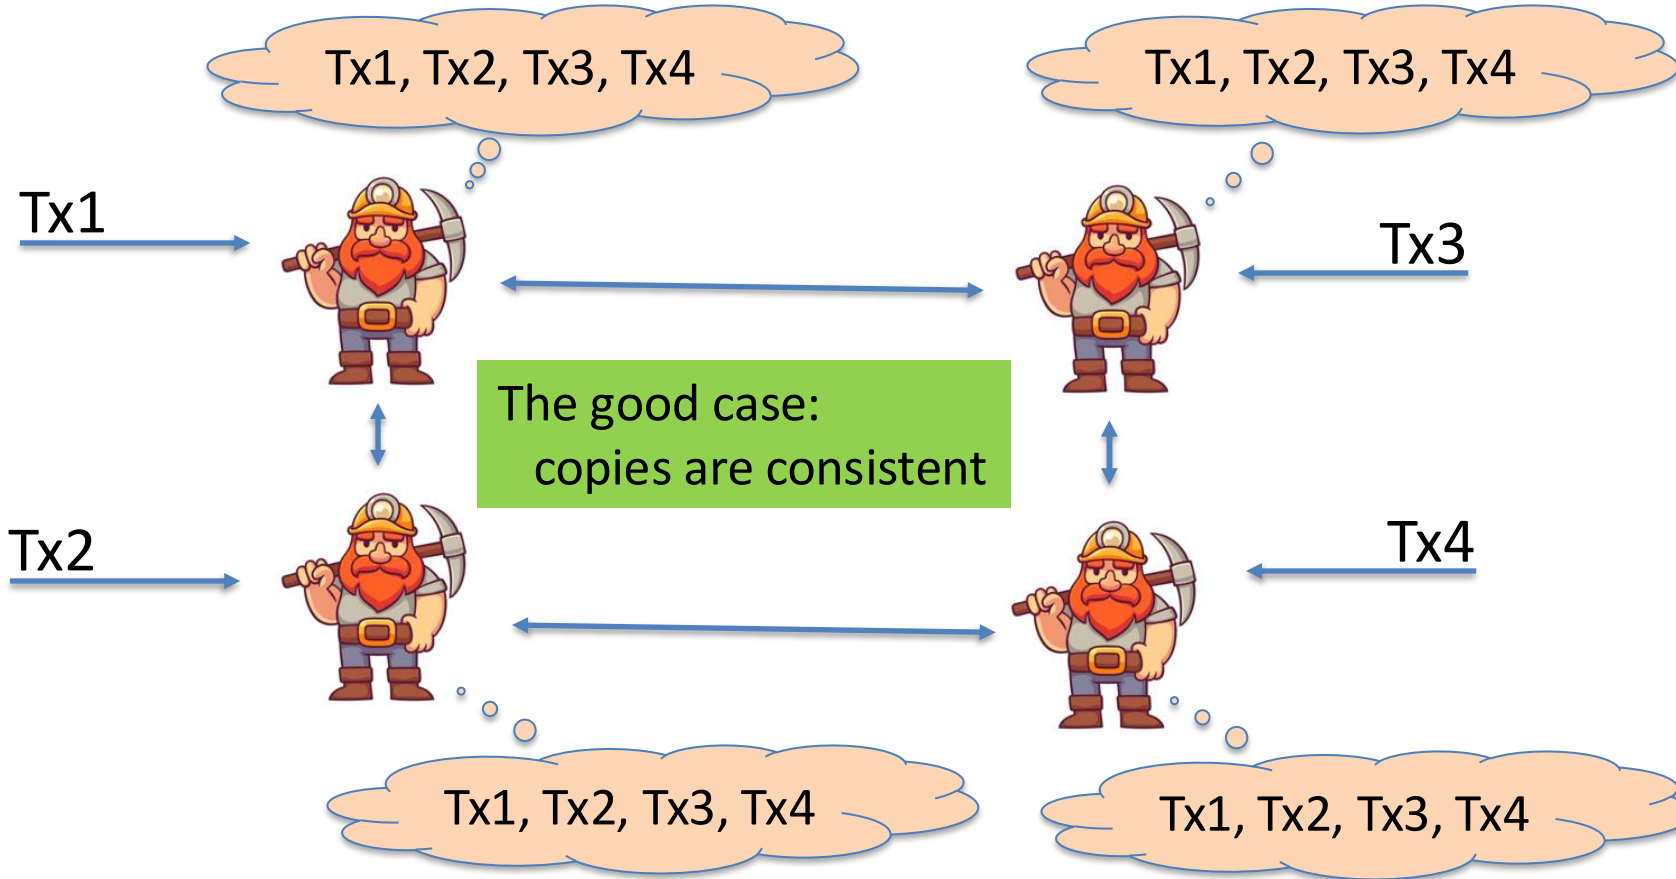 Tx1, Tx2, Tx3, Tx4
Tx1, Tx2, Tx3, Tx4
Tx1
Tx3
The good case:
copies are consistent
Tx2
Tx4
Tx1, Tx2, Tx3, Tx4
Tx1, Tx2, Tx3, Tx4